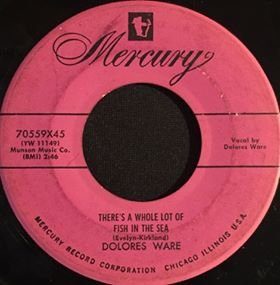 Mercury
70559X45
(YW 11149)
Munson Music Co.
(BMI) 2:46
Vocal by
Dolores Ware
THERE'S A WHOLE LOT OF
FISH IN THE SEA
(Evelyn-Kirkland)
DOLORES WARE
MERCURY RECORD CORPORATION CHICAGO ILLINOIS U.S.A.